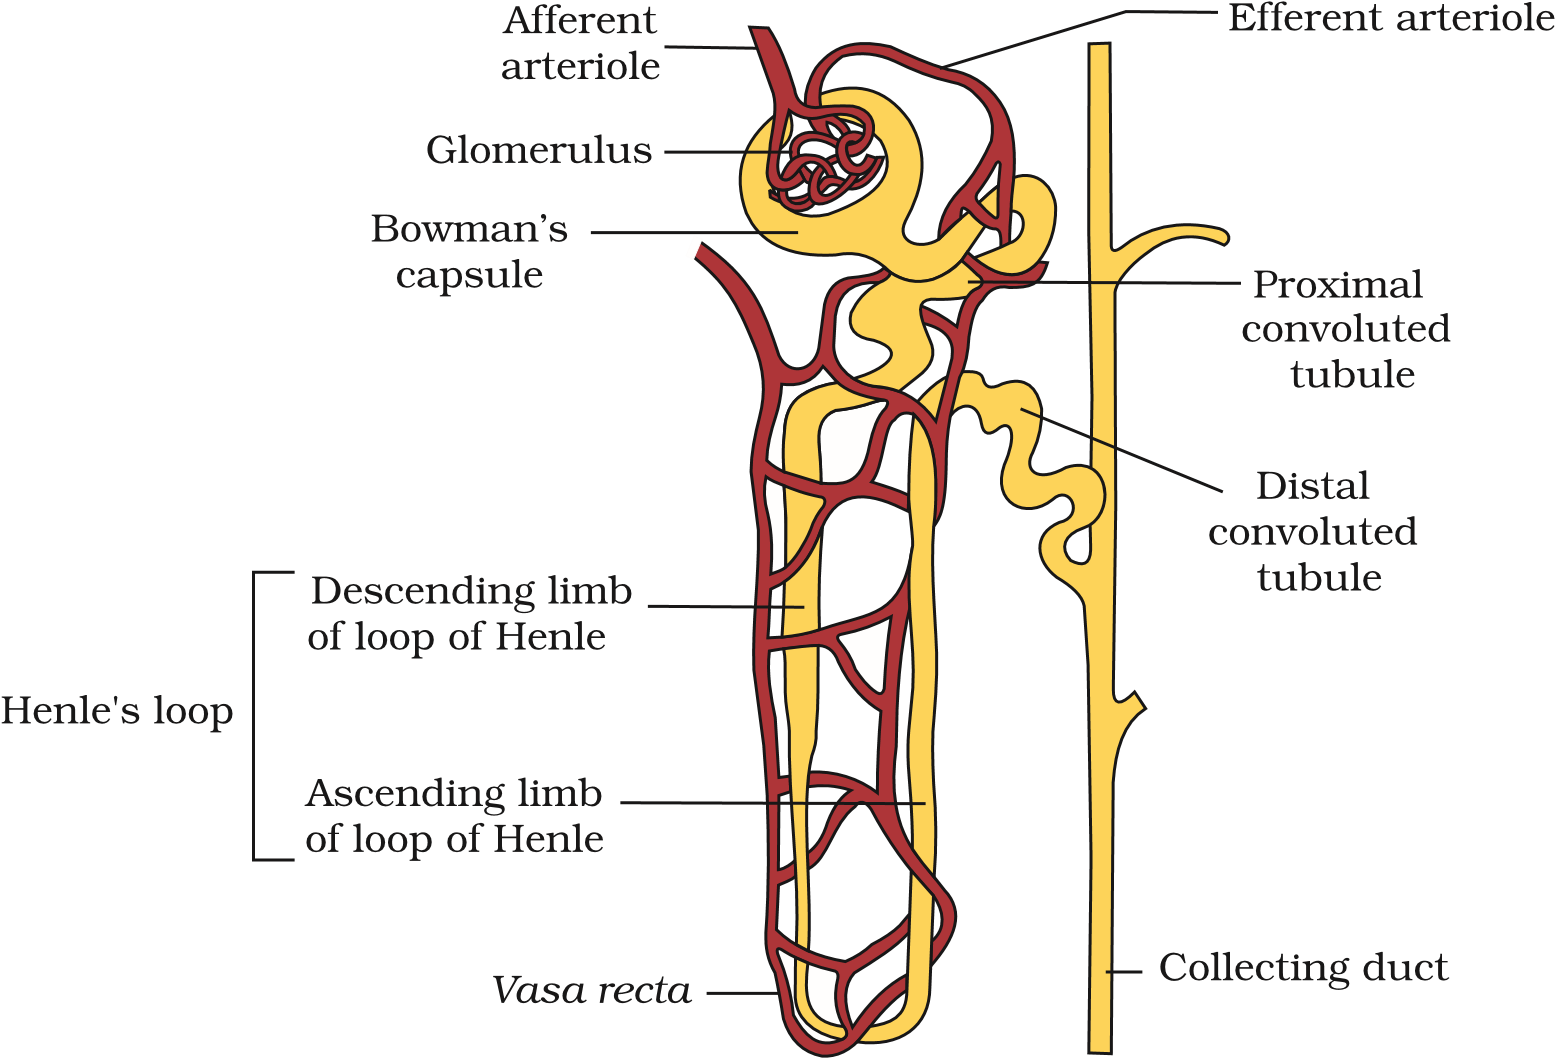 Afferent
arteriole
Efferent arteriole
Glomerulus
Bowman’s
capsule
Proximal
convoluted
tubule
Distal
convoluted
tubule
Descending limb
of loop of Henle
Henle's loop
Ascending limb
of loop of Henle
Vasa recta
Collecting duct